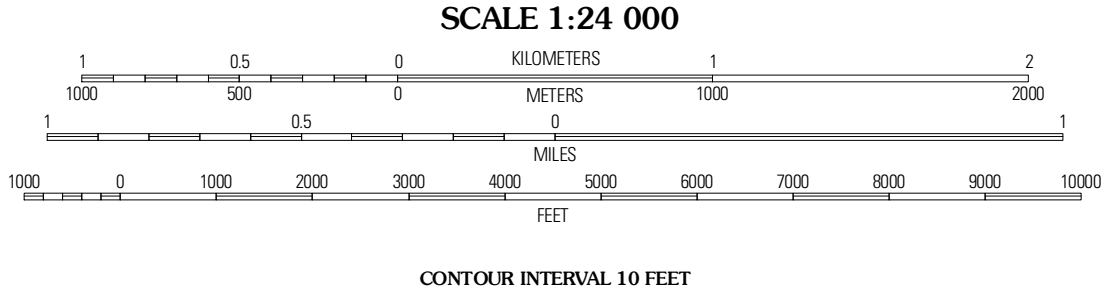 SCALE 1:24 000
1 0.5 0 KILOMETERS 1 2
1000 500 0 METERS 1000 2000
1 0.5 0 1
MILES
1000 0 1000 2000 3000 4000 5000 6000 7000 8000 9000 10000
FEET
CONTOUR INTERVAL 10 FEET